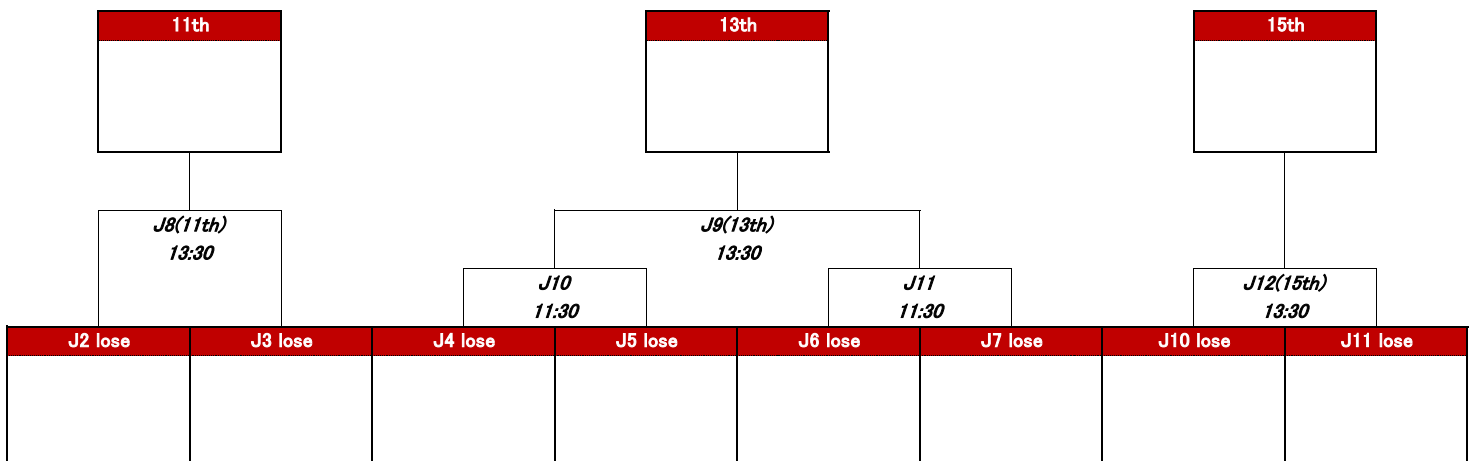 11th
13th
15th
J8(11th)
13:30
J9(13th)
13:30
J10
11:30
J11
11:30
J12(15th)
13:30
J2 lose
J3 lose
J4 lose
J5 lose
J6 lose
J7 lose
J10 lose
J11 lose